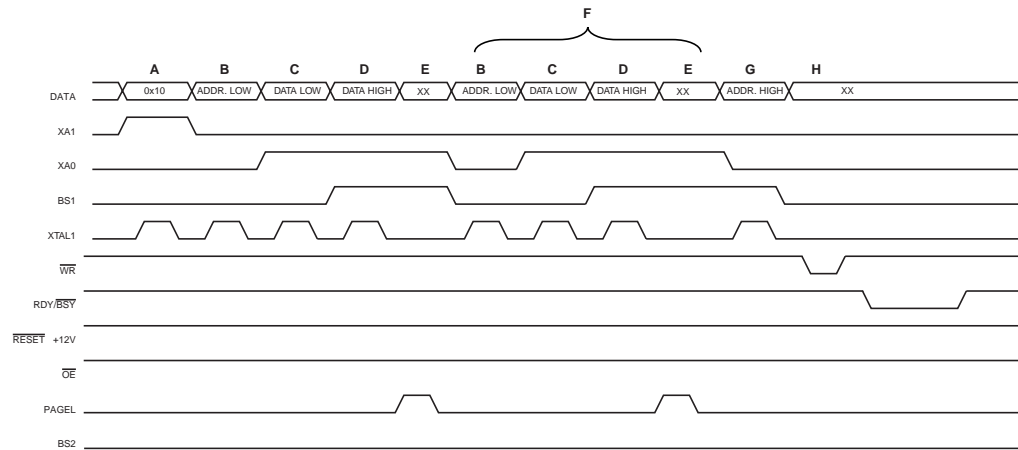 F
A B C D E B C D E G H
DATA 0x10 ADDR. LOW DATA LOW DATA HIGH XX ADDR. LOW DATA LOW DATA HIGH XX ADDR. HIGH XX
XA1
XA0
BS1
XTAL1
WR
RDY/BSY
RESET +12V
OE
PAGEL
BS2